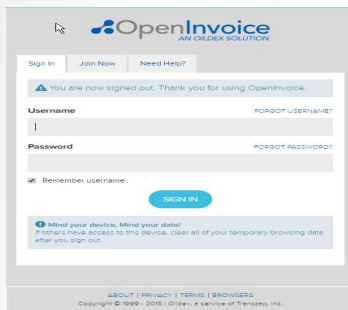 OpenInvoice
AN OILDEX SOLUTION
Sign In Join Now Need Help?
You are now signed out. Thank you for using OpenInvoice.
Username FORGOT USERNAME?
Password FORGOT PASSWORD?
Remember username
SIGN IN
Mind your device, Mind your data!
If others have access to this device, clear all of your temporary browsing data
after you sign out.
ABOUT | PRIVACY | TERMS | BROWSERS
Copyright © 1999 - 2018 | Oildex, a service of Transzap, Inc.